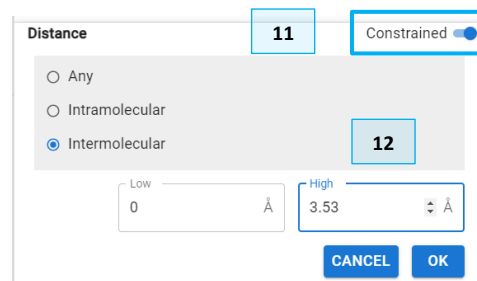 Distance 11 Constrained
Any
Intramolecular
Intermolecular 12
Low High
0 Å 3.53 Å
CANCEL OK